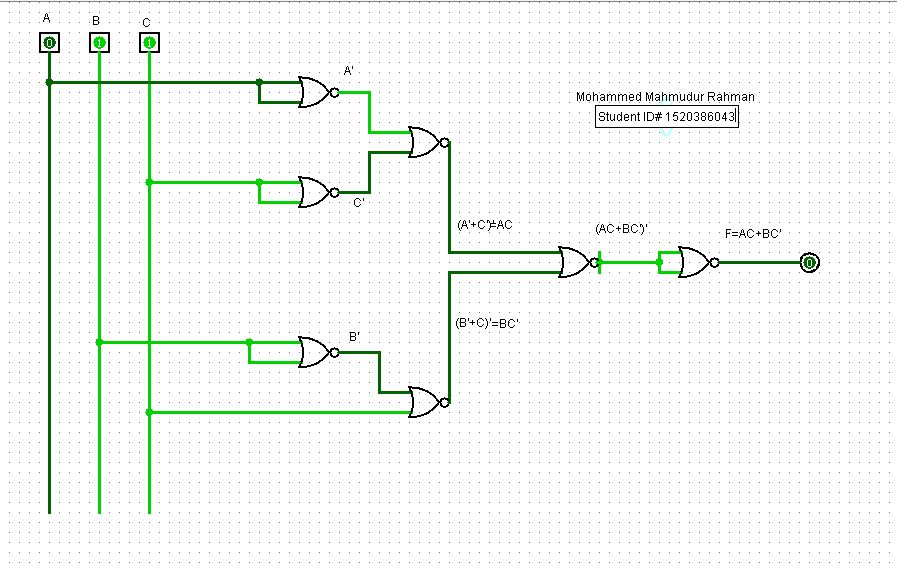 A B C
0 1 1
A'
Mohammed Mahmudur Rahman
Student ID# 1520386043
C'
(A'+C')'=AC
(AC+BC')'
F=AC+BC'
0
(B'+C)'=BC'
B'